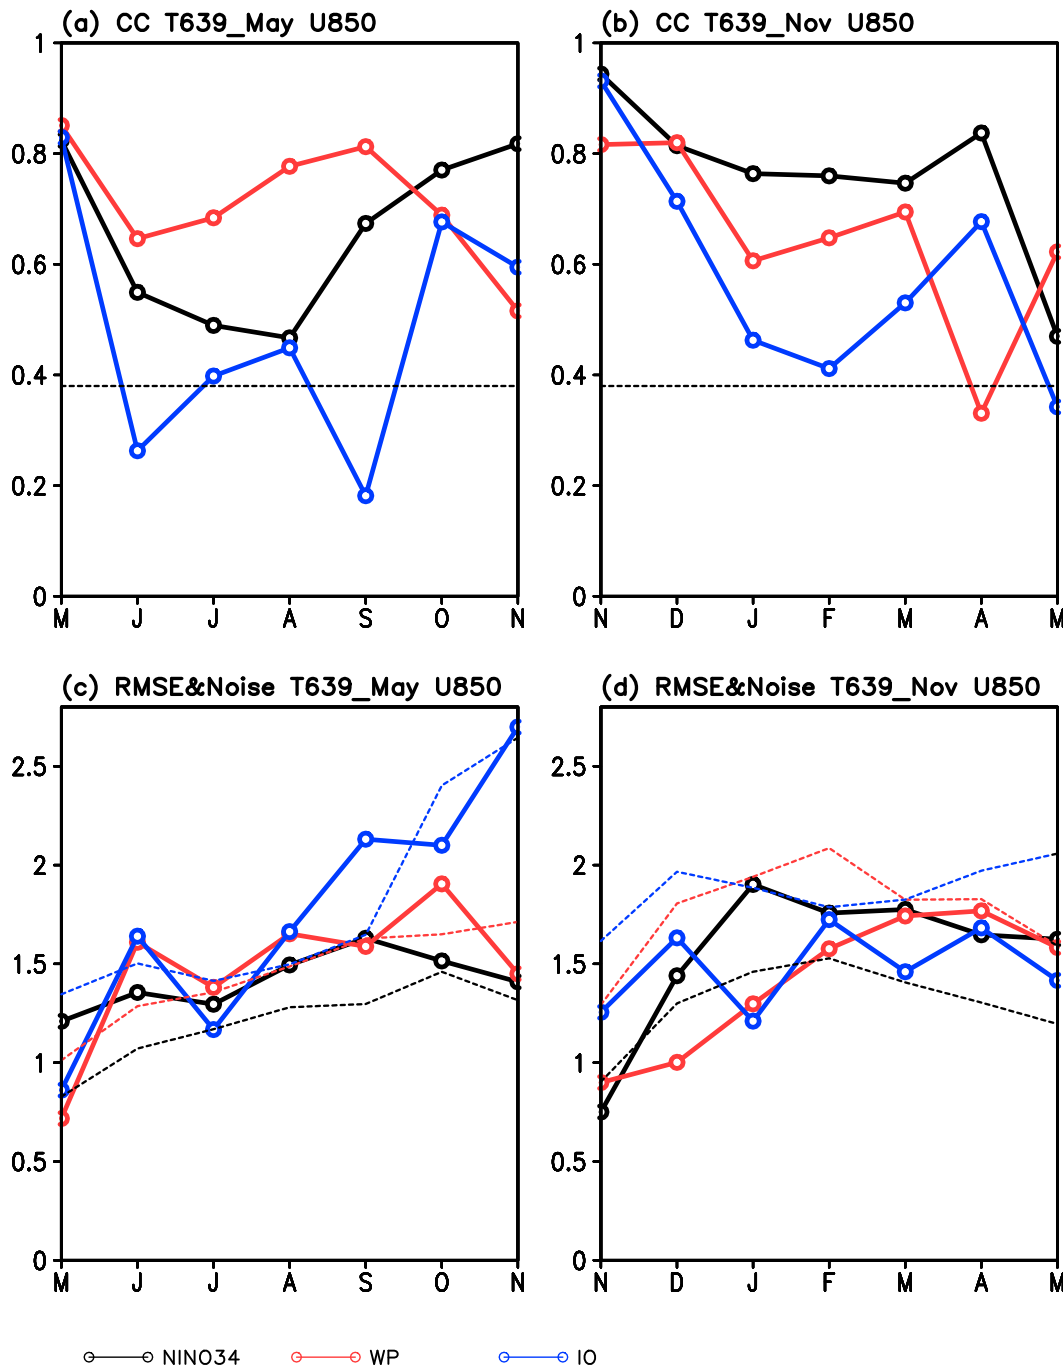 (a) CC T639_May U850
1
0.8
0.6
0.4
0.2
0
M J J A S O N
(b) CC T639_Nov U850
1
0.8
0.6
0.4
0.2
0
N D J F M A M
(c) RMSE&Noise T639_May U850
2.5
2
1.5
1
0.5
0
M J J A S O N
(d) RMSE&Noise T639_Nov U850
2.5
2
1.5
1
0.5
0
N D J F M A M
NINO34 WP IO